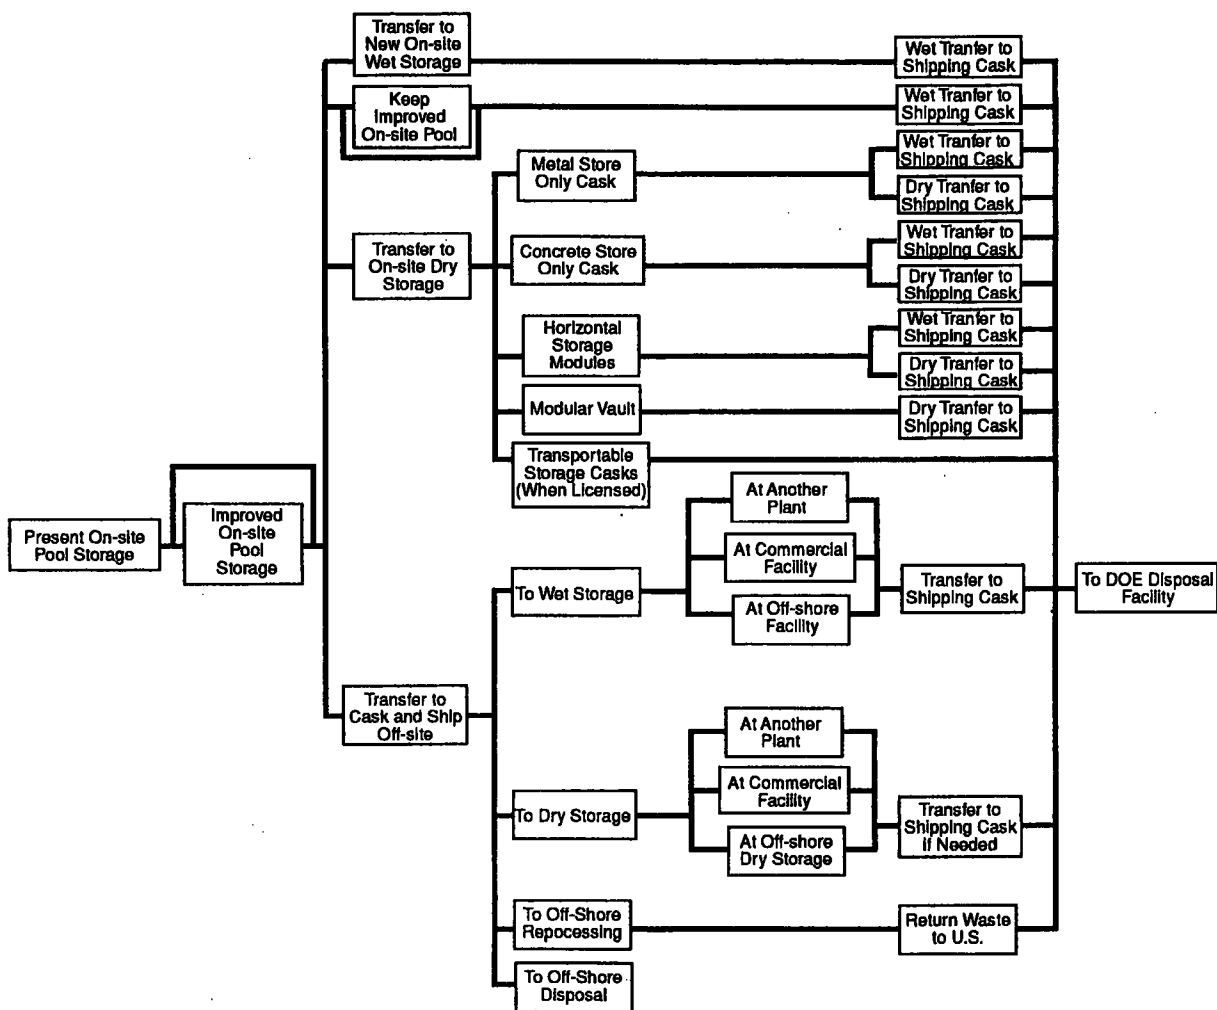 Transfer to
New On-site
Wet Storage
Wet Tranfer to
Shipping Cask
Keep
Improved
On-site Pool
Wet Tranfer to
Shipping Cask
Metal Store
Only Cask
Wet Tranfer to
Shipping Cask
Dry Tranfer to
Shipping Cask
Transfer to
On-site Dry
Storage
Concrete Store
Only Cask
Wet Tranfer to
Shipping Cask
Dry Tranfer to
Shipping Cask
Horizontal
Storage
Modules
Wet Tranfer to
Shipping Cask
Dry Tranfer to
Shipping Cask
Modular Vault
Dry Tranfer to
Shipping Cask
Transportable
Storage Casks
(When Licensed)
Present On-site
Pool Storage
Improved
On-site
Pool
Storage
To Wet Storage
At Another
Plant
At Commercial
Facility
At Off-shore
Facility
Transfer to
Shipping Cask
To DOE Disposal
Facility
Transfer to
Cask and Ship
Off-site
To Dry Storage
At Another
Plant
At Commercial
Facility
At Off-shore
Dry Storage
Transfer to
Shipping Cask
if Needed
To Off-Shore
Repocessing
Return Waste
to U.S.
To Off-Shore
Disposal